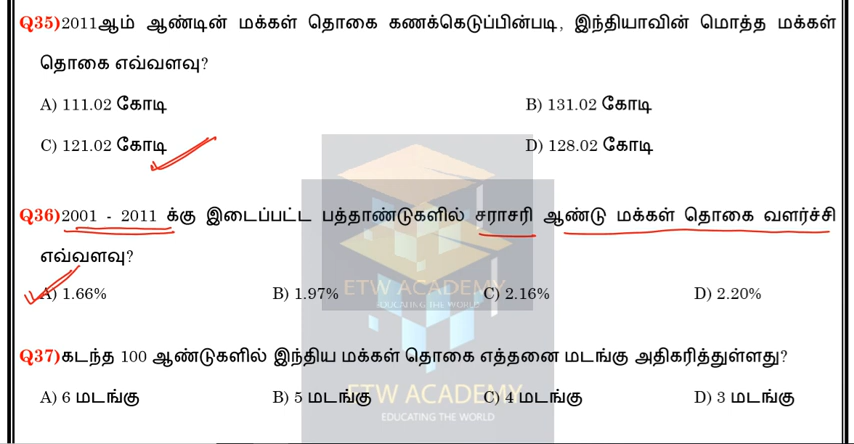 Q35)2011ஆம் ஆண்டின் மக்கள் தொகை கணக்கெடுப்பின்படி, இந்தியாவின் மொத்த மக்கள்
தொகை எவ்வளவு?
A) 111.02 கோடி B) 131.02 கோடி
C) 121.02 கோடி D) 128.02 கோடி
Q36)2001 - 2011 க்கு இடைப்பட்ட பத்தாண்டுகளில் சராசரி ஆண்டு மக்கள் தொகை வளர்ச்சி
எவ்வளவு?
A) 1.66% B) 1.97% C) 2.16% D) 2.20%
ETW ACADEMY
EDUCATING THE WORLD
Q37)கடந்த 100 ஆண்டுகளில் இந்திய மக்கள் தொகை எத்தனை மடங்கு அதிகரித்துள்ளது?
A) 6 மடங்கு B) 5 மடங்கு C) 4 மடங்கு D) 3 மடங்கு
ETW ACADEMY
EDUCATING THE WORLD